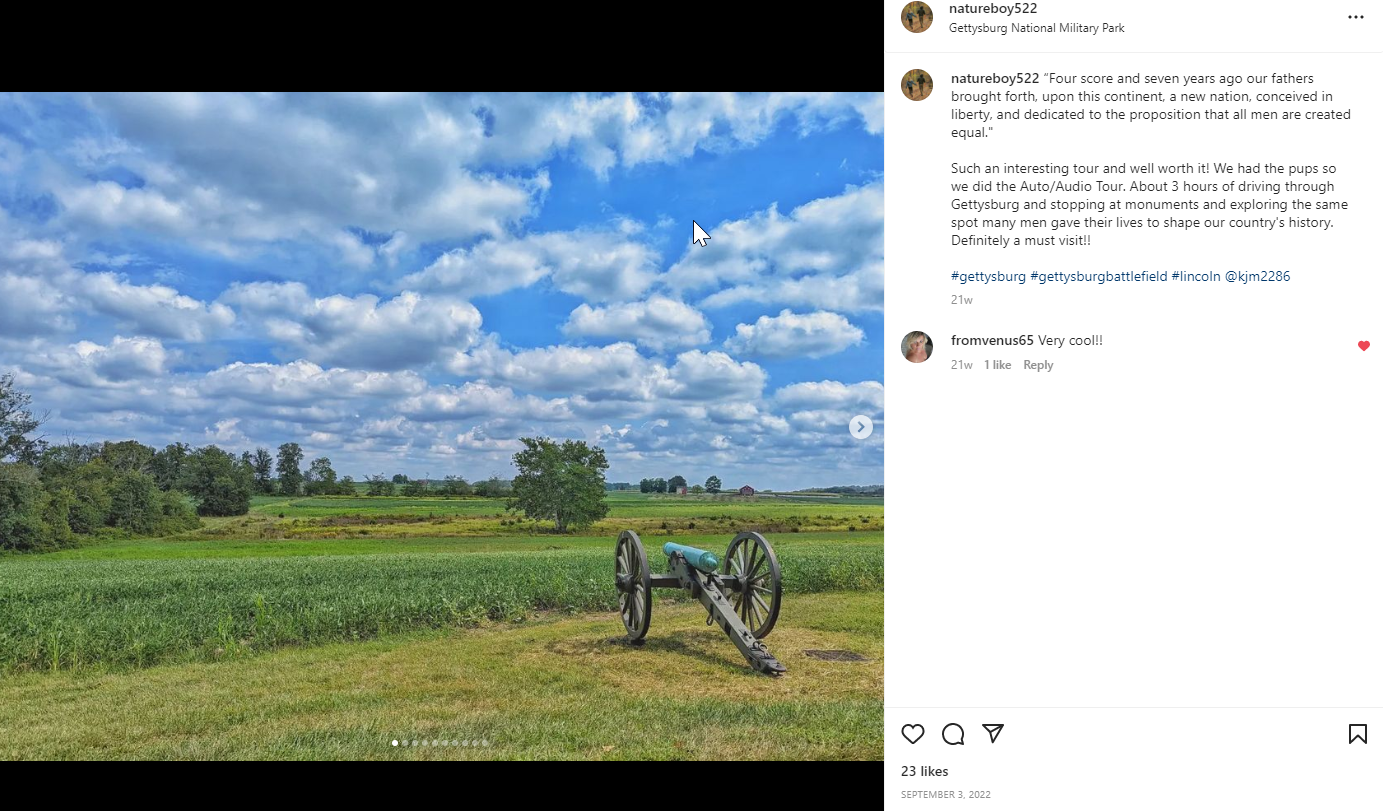 natureboy522
Gettysburg National Military Park
natureboy522 “Four score and seven years ago our fathers
brought forth, upon this continent, a new nation, conceived in
liberty, and dedicated to the proposition that all men are created
equal."
Such an interesting tour and well worth it! We had the pups so
we did the Auto/Audio Tour. About 3 hours of driving through
Gettysburg and stopping at monuments and exploring the same
spot many men gave their lives to shape our country's history.
Definitely a must visit!!
#gettysburg #gettysburgbattlefield #lincoln @kjm2286
21w
fromvenus65 Very cool!!
21w 1 like Reply
23 likes
SEPTEMBER 3, 2022